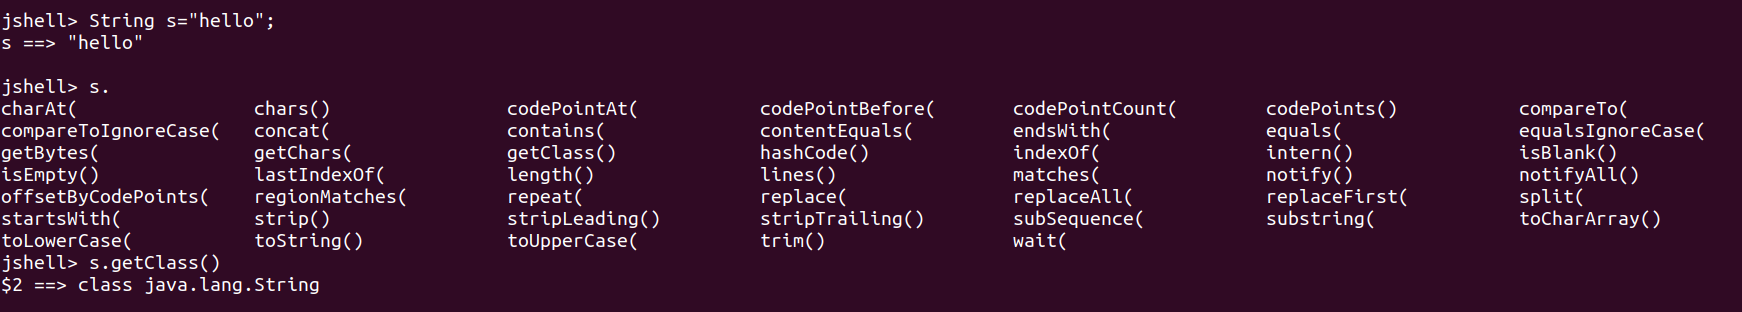 jshell> String s="hello";
s ==> "hello"
jshell> s.
charAt( chars() codePointAt( codePointBefore( codePointCount( codePoints() compareTo(
compareToIgnoreCase( concat( contains( contentEquals( endsWith( equals( equalsIgnoreCase(
getBytes( getChars( getClass() hashCode() indexOf( intern() isBlank()
isEmpty() lastIndexOf( length() lines() matches( notify() notifyAll()
offsetByCodePoints( regionMatches( repeat( replace( replaceAll( replaceFirst( split(
startsWith( strip() stripLeading() stripTrailing() subSequence( substring( toCharArray()
toLowerCase( toString() toUpperCase( trim() wait(
jshell> s.getClass()
$2 ==> class java.lang.String